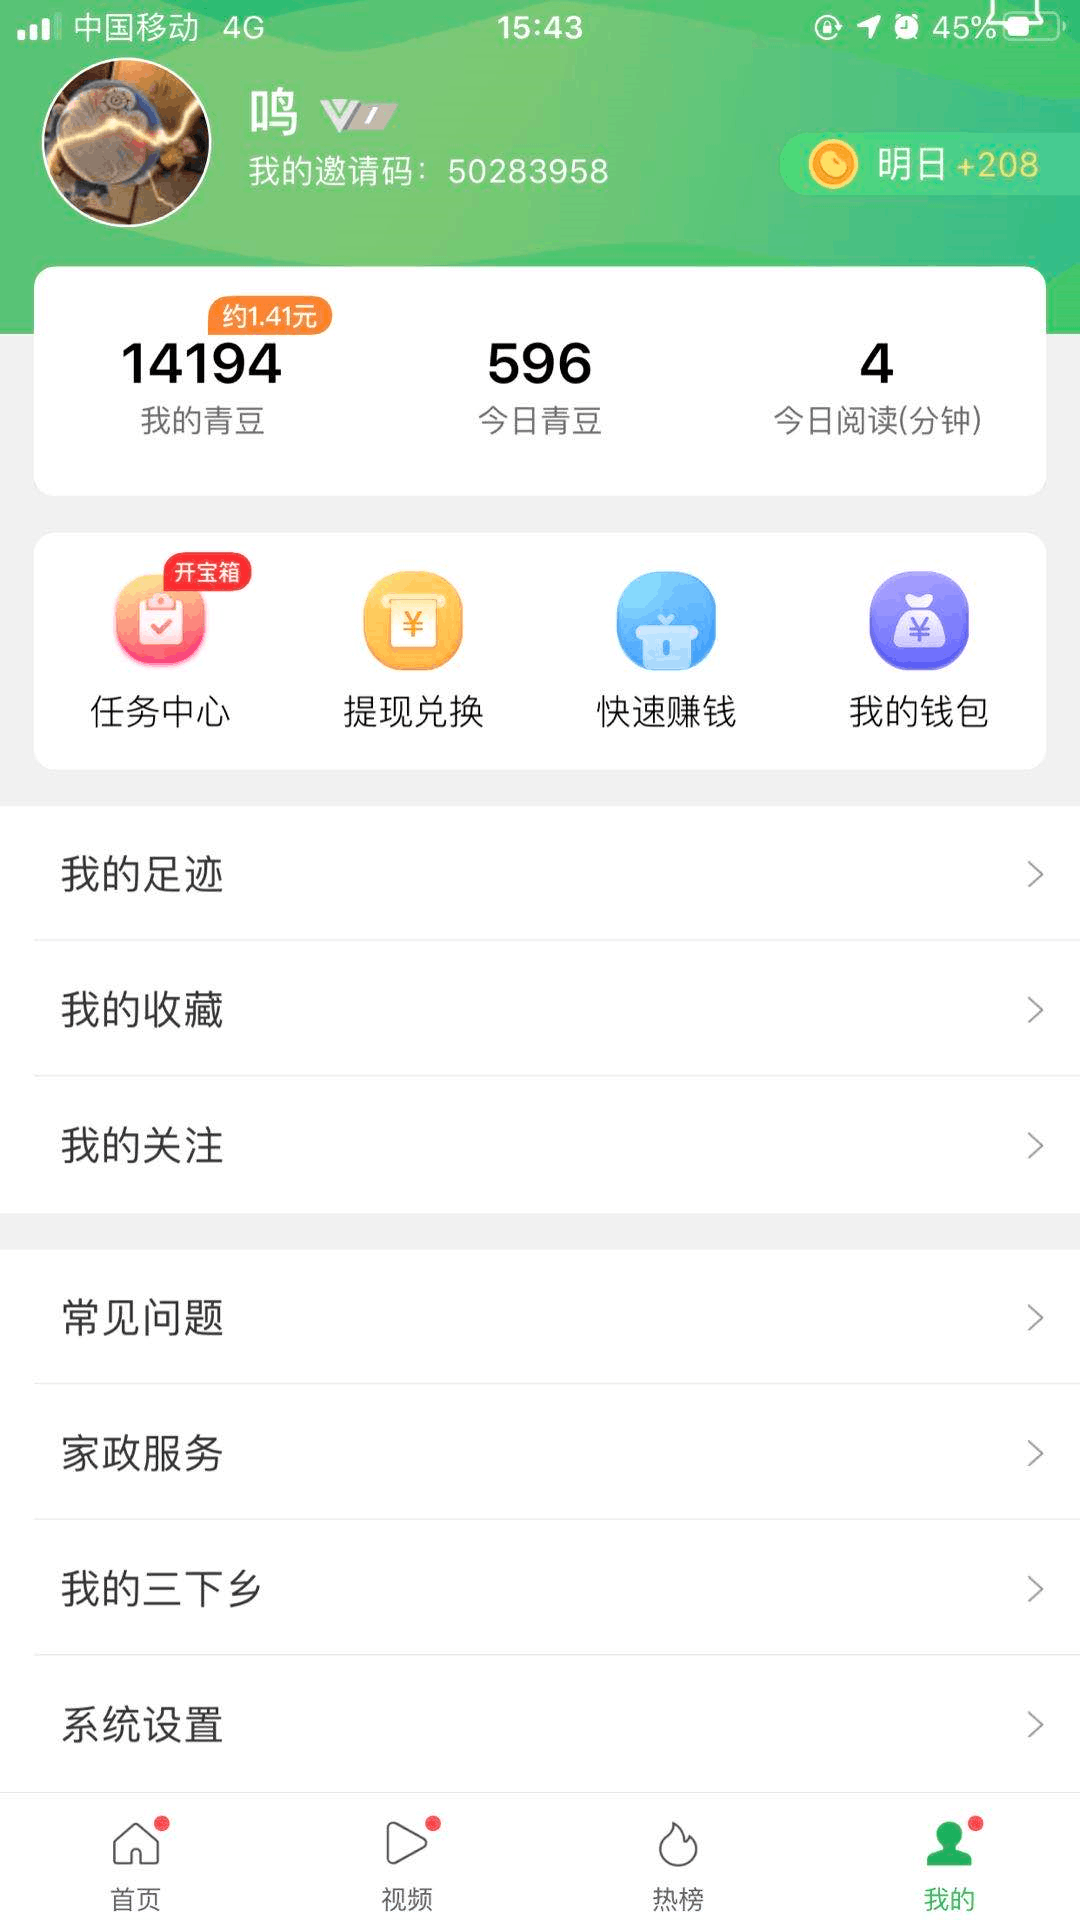 中国移动 4G 15:43 45%
鸣 V1
我的邀请码：50283958
明日 +208
约1.41元
14194 596 4
我的青豆 今日青豆 今日阅读(分钟)
开宝箱
任务中心 提现兑换 快速赚钱 我的钱包
我的足迹
我的收藏
我的关注
常见问题
家政服务
我的三下乡
系统设置
首页 视频 热榜 我的